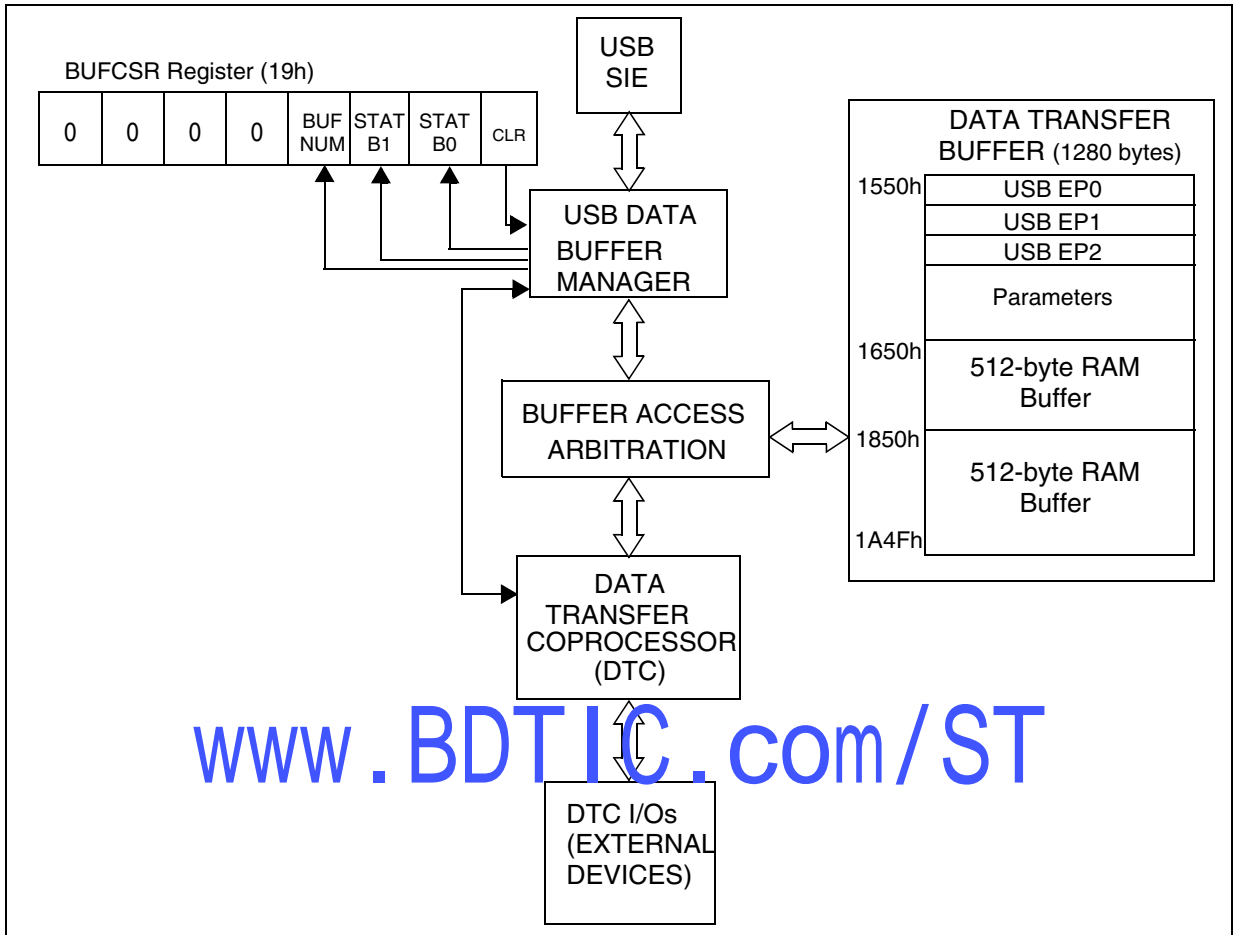 USB
SIE
BUFCSR Register (19h)
0 0 0 0 BUF NUM STAT B1 STAT B0 CLR
DATA TRANSFER
BUFFER (1280 bytes)
1550h
USB EP0
USB EP1
USB EP2
Parameters
1650h
512-byte RAM
Buffer
1850h
512-byte RAM
Buffer
1A4Fh
USB DATA
BUFFER
MANAGER
BUFFER ACCESS
ARBITRATION
DATA
TRANSFER
COPROCESSOR
(DTC)
www.BDTIC.com/ST
DTC I/Os
(EXTERNAL
DEVICES)